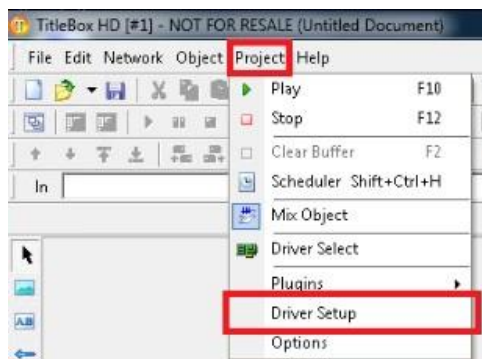 TitleBox HD [#1] - NOT FOR RESALE (Untitled Document)
File Edit Network Object Project Help
Play F10
Stop F12
Clear Buffer F2
Scheduler Shift+Ctrl+H
In
Mix Object
Driver Select
Plugins
AB
Driver Setup
Options